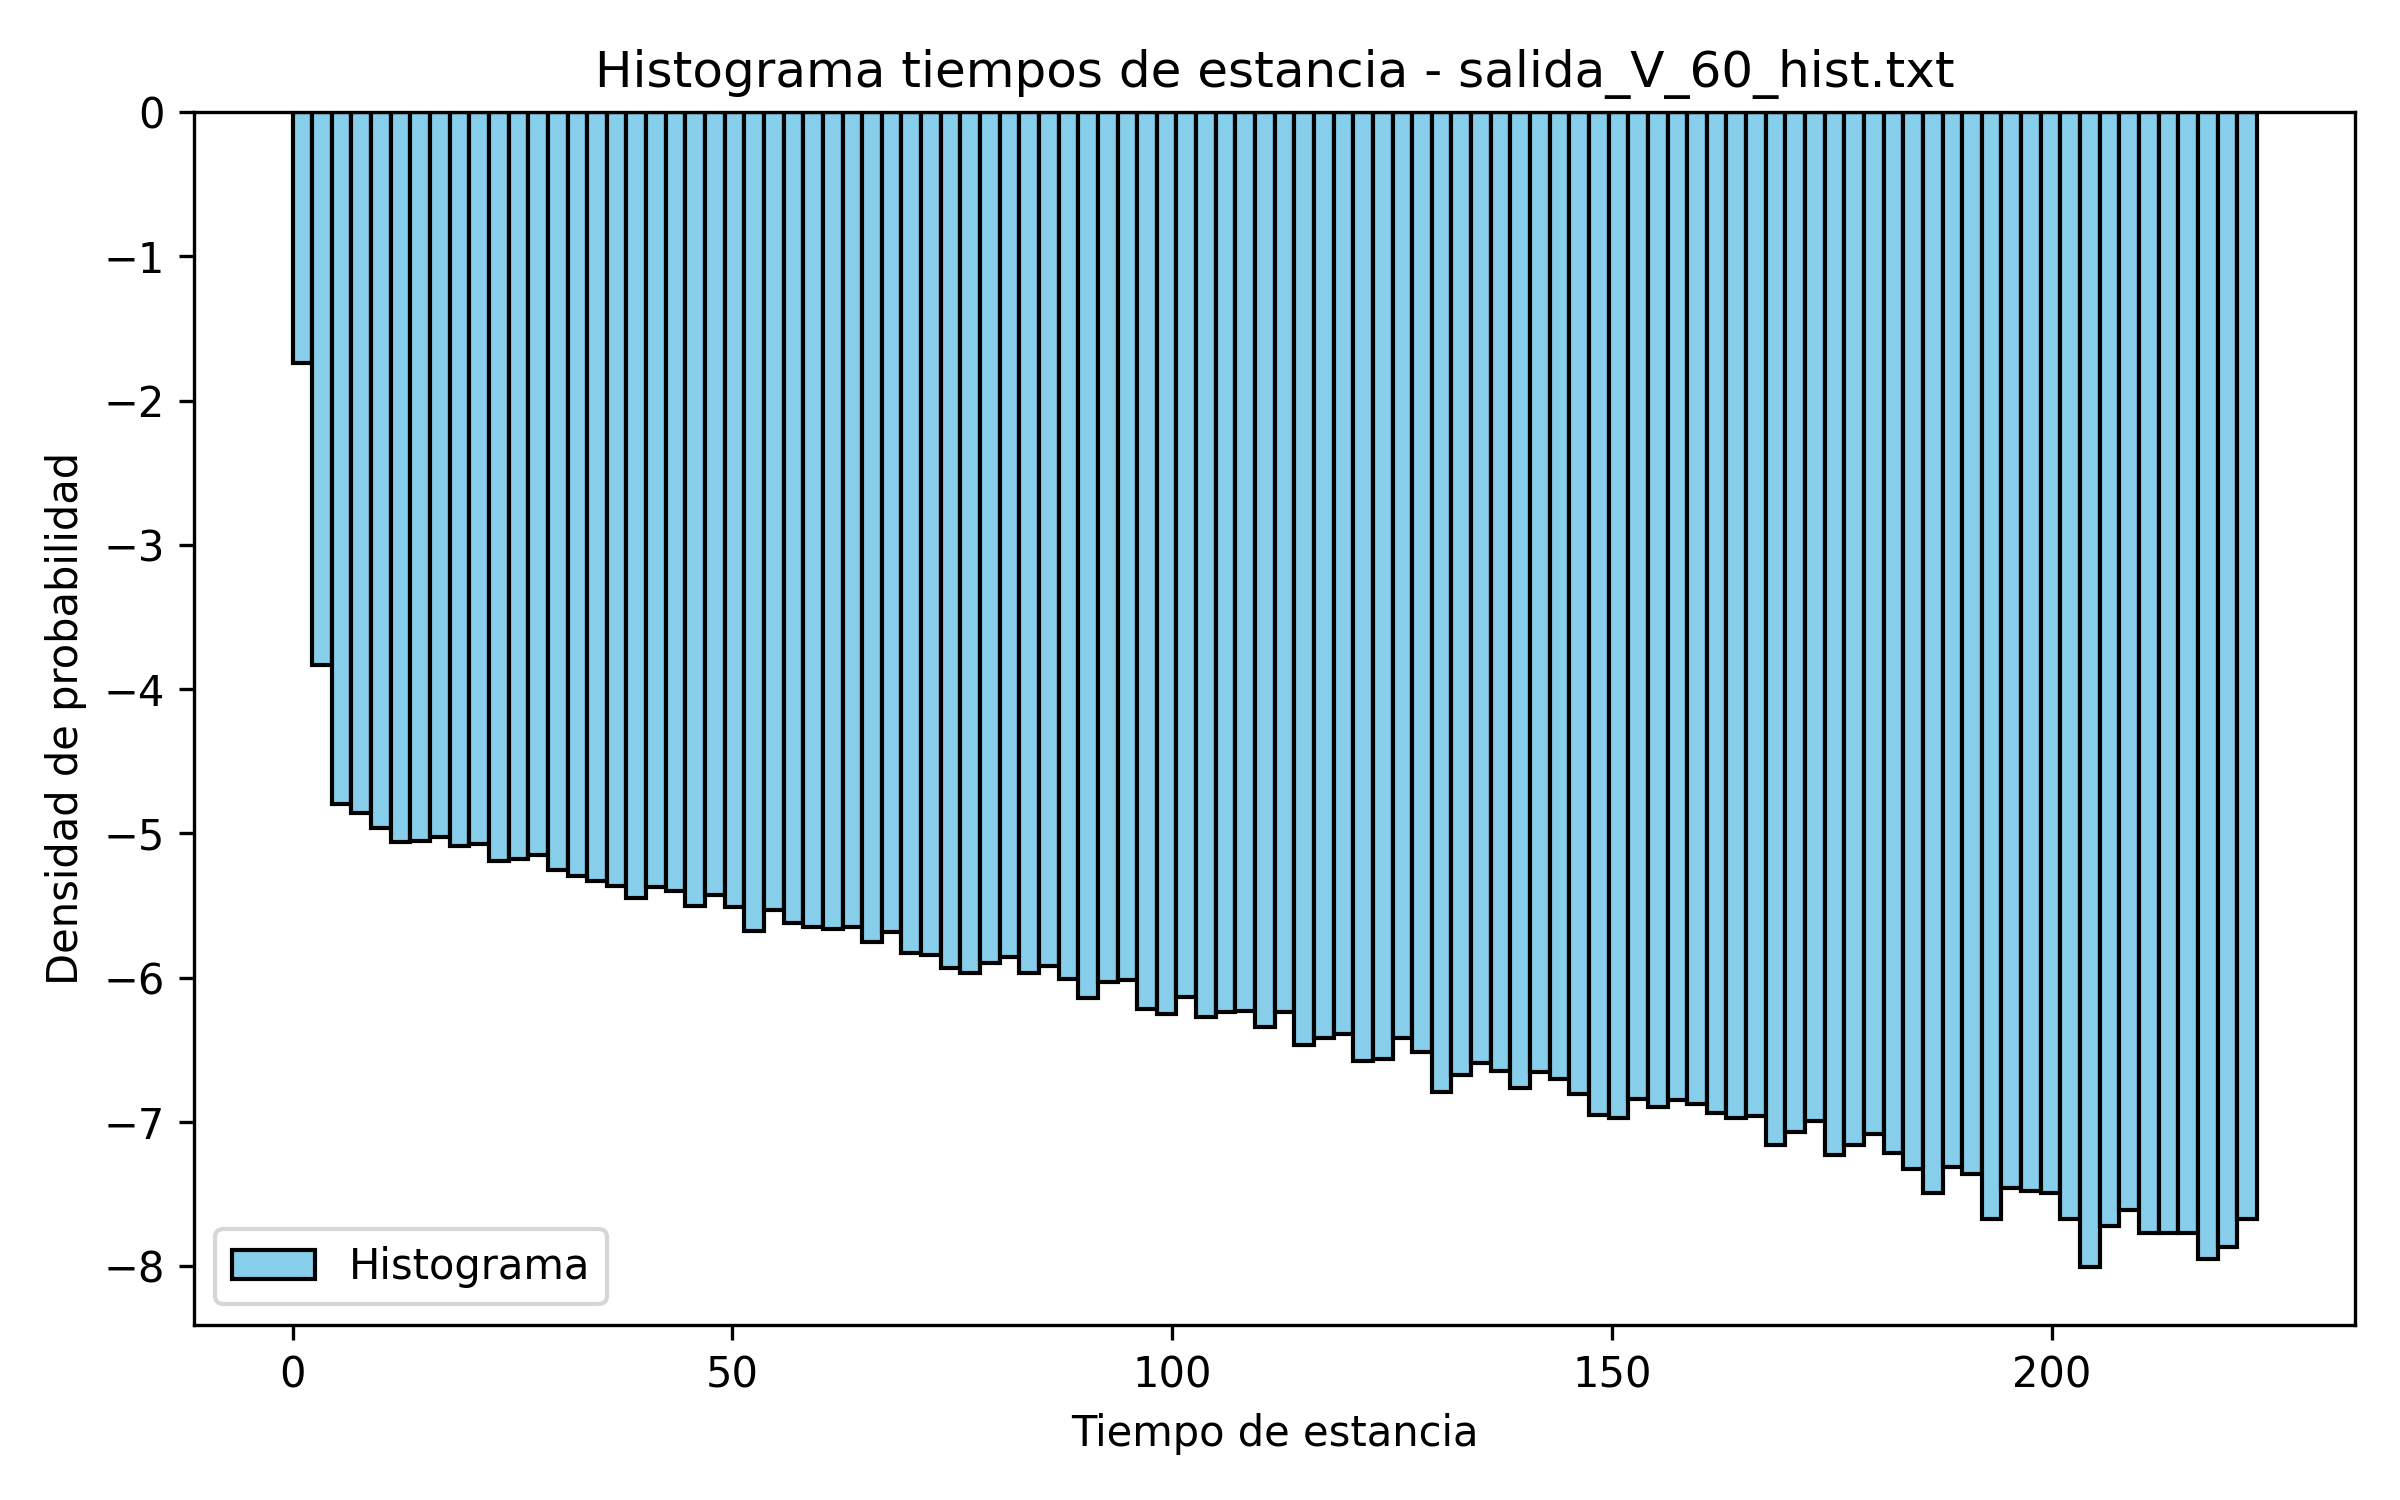 Histograma tiempos de estancia - salida_V_60_hist.txt
0
−1
−2
−3
−4
−5
−6
−7
−8
Densidad de probabilidad
Histograma
0 50 100 150 200
Tiempo de estancia